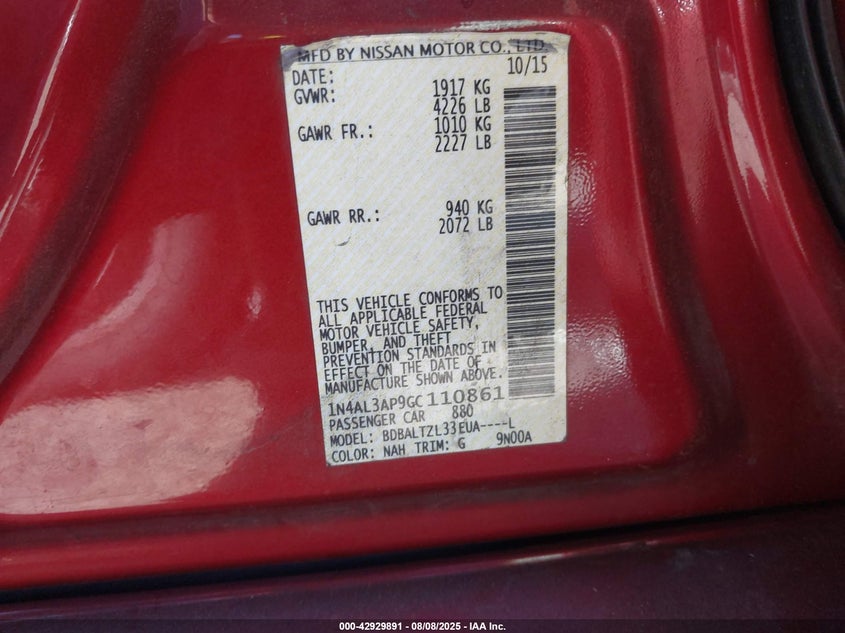 MFD BY NISSAN MOTOR CO., LTD.
DATE: 10/15
GVWR: 1917 KG
4226 LB
GAWR FR.: 1010 KG
2227 LB
GAWR RR.: 940 KG
2072 LB
THIS VEHICLE CONFORMS TO
ALL APPLICABLE FEDERAL
MOTOR VEHICLE SAFETY,
BUMPER, AND THEFT
PREVENTION STANDARDS IN
EFFECT ON THE DATE OF
MANUFACTURE SHOWN ABOVE.
1N4AL3AP9GC110861
PASSENGER CAR 880
MODEL: BDBALTZL33EUA----L
COLOR: NAH TRIM: G 9N00A
000-42929891 | 08/08/2025 | IAA Inc.